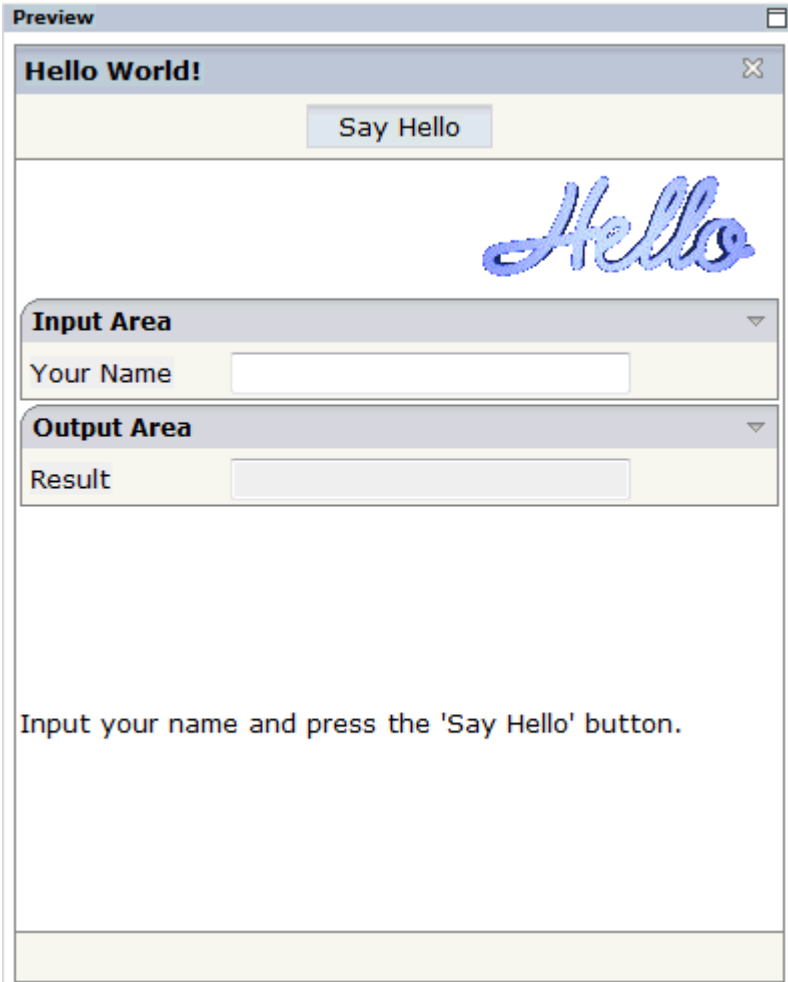 Preview
Hello World!
Say Hello
Hello
Input Area
Your Name
Output Area
Result
Input your name and press the 'Say Hello' button.